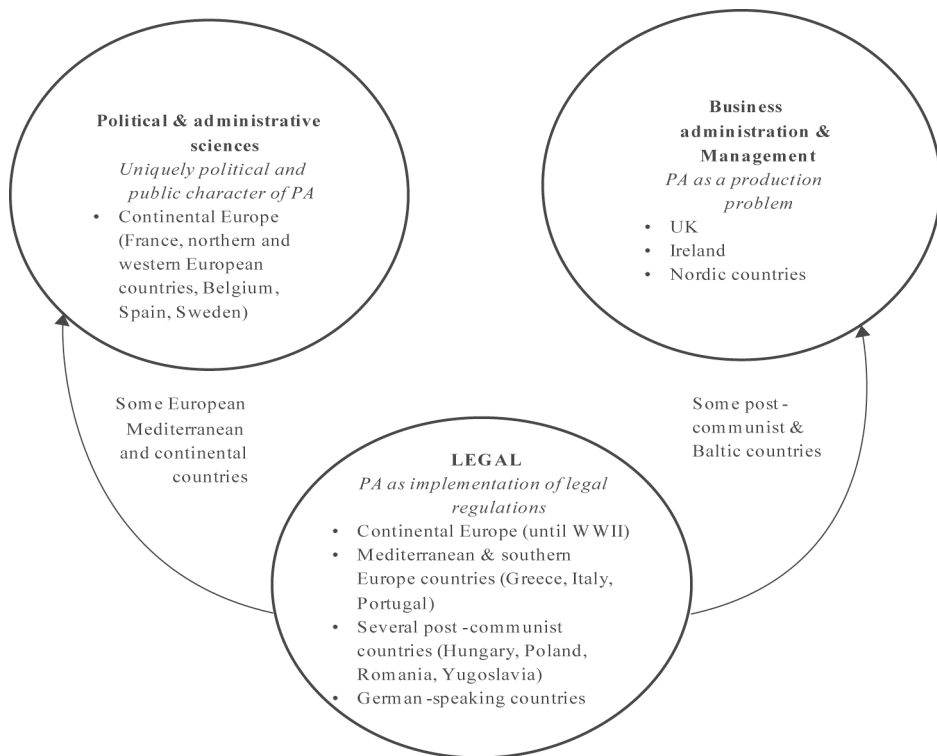 Political & administrative
sciences
Uniquely political and
public character of PA
• Continental Europe
(France, northern and
western European
countries, Belgium,
Spain, Sweden)
Business
administration &
Management
PA as a production
problem
• UK
• Ireland
• Nordic countries
Some European
Mediterranean
and continental
countries
Some post-
communist &
Baltic countries
LEGAL
PA as implementation of legal
regulations
• Continental Europe (until WWII)
• Mediterranean & southern
Europe countries (Greece, Italy,
Portugal)
• Several post-communist
countries (Hungary, Poland,
Romania, Yugoslavia)
• German-speaking countries